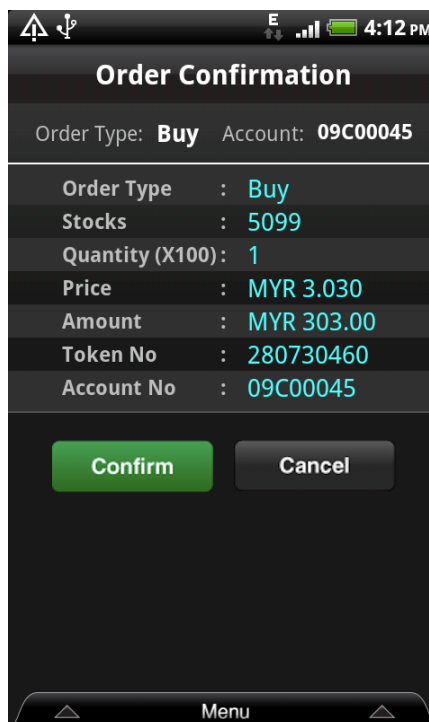 E 4:12 PM
Order Confirmation
Order Type: Buy Account: 09C00045
Order Type : Buy
Stocks : 5099
Quantity (X100) : 1
Price : MYR 3.030
Amount : MYR 303.00
Token No : 280730460
Account No : 09C00045
Confirm Cancel
Menu